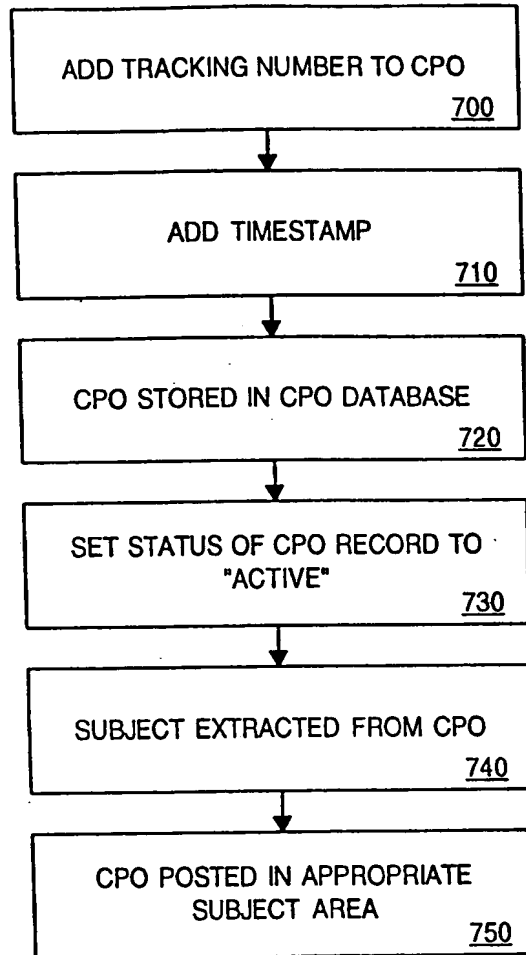 ADD TRACKING NUMBER TO CPO
700
ADD TIMESTAMP
710
CPO STORED IN CPO DATABASE
720
SET STATUS OF CPO RECORD TO
"ACTIVE"
730
SUBJECT EXTRACTED FROM CPO
740
CPO POSTED IN APPROPRIATE
SUBJECT AREA
750